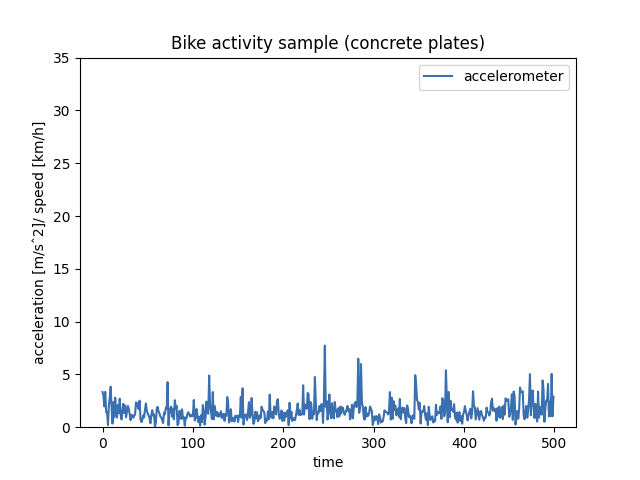 Bike activity sample (concrete plates)
accelerometer
35
30
25
20
15
10
5
0
acceleration [m/sˆ2]/ speed [km/h]
0 100 200 300 400 500
time